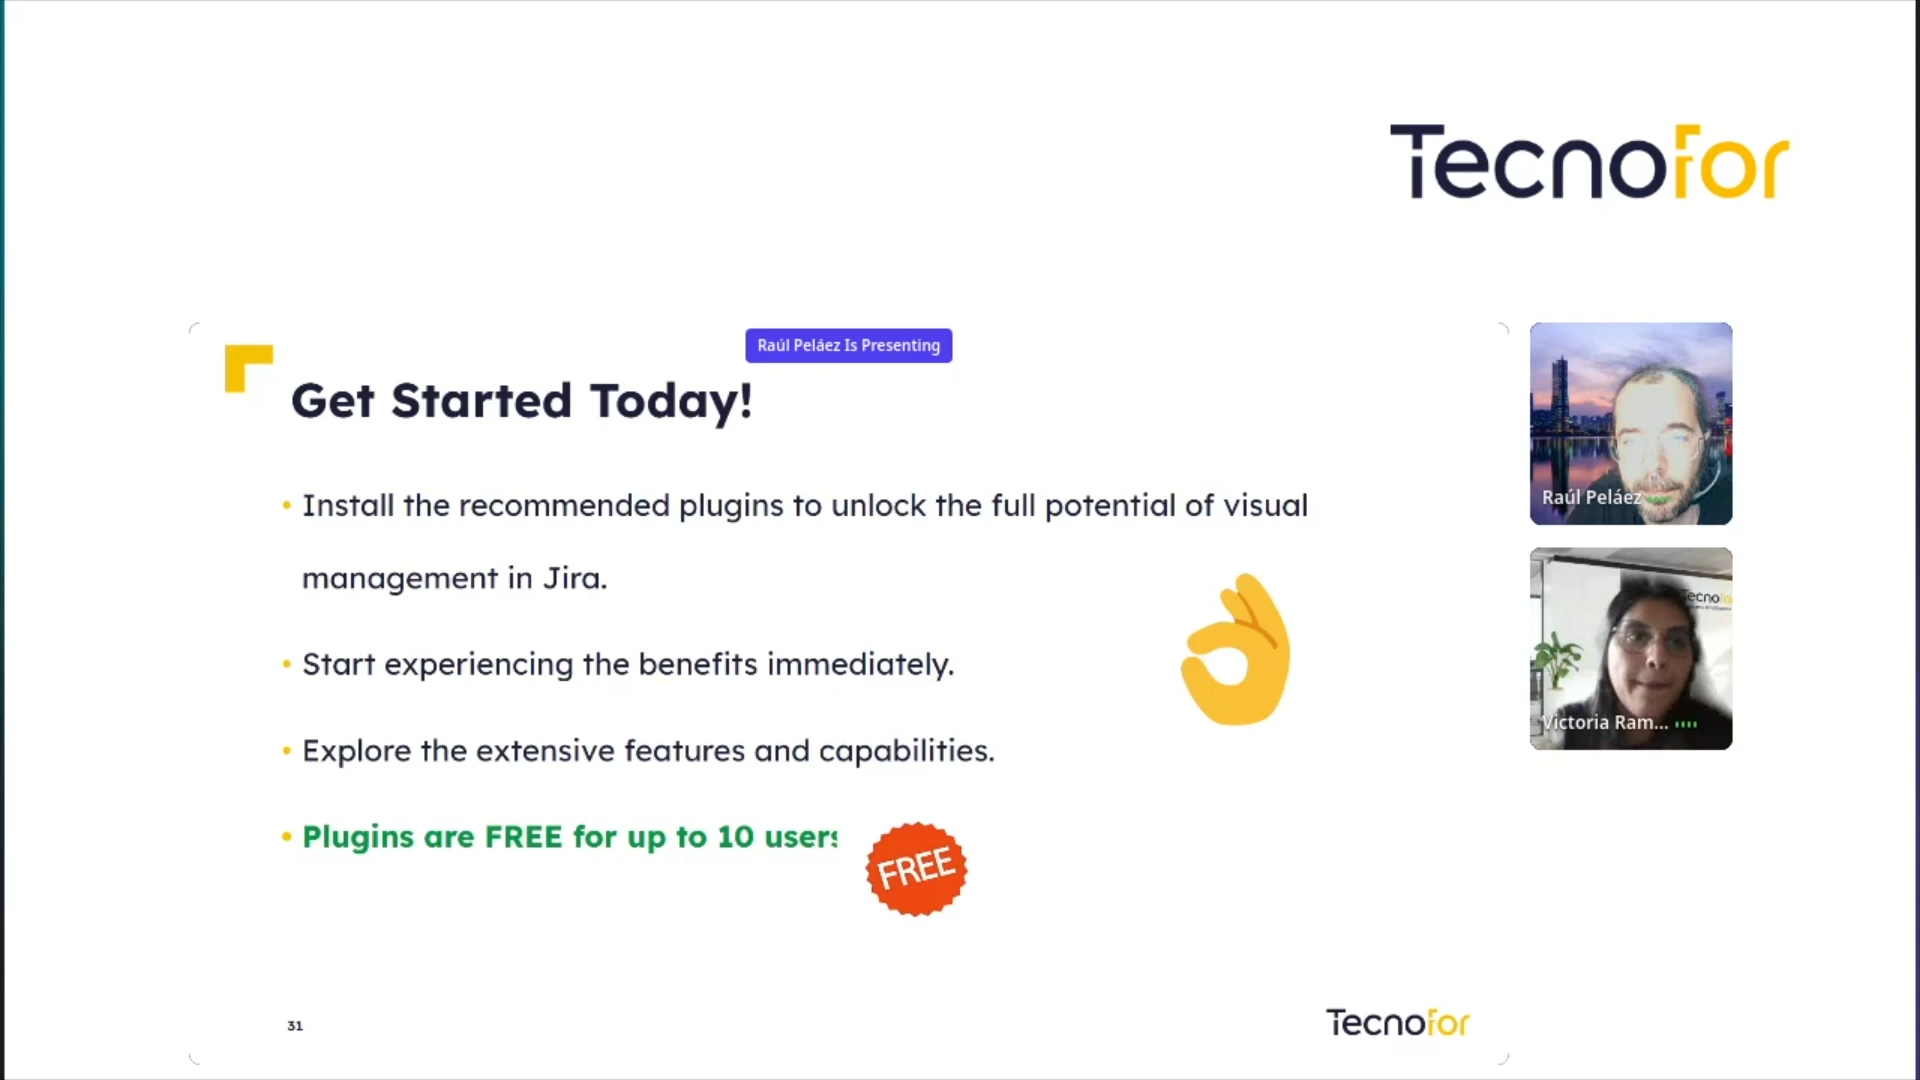 Tecnofor
Raúl Peláez Is Presenting
Get Started Today!
• Install the recommended plugins to unlock the full potential of visual
management in Jira.
• Start experiencing the benefits immediately.
• Explore the extensive features and capabilities.
• Plugins are FREE for up to 10 users
FREE
31
Tecnofor
Raúl Peláez
Tecnofo
Victoria Ram...